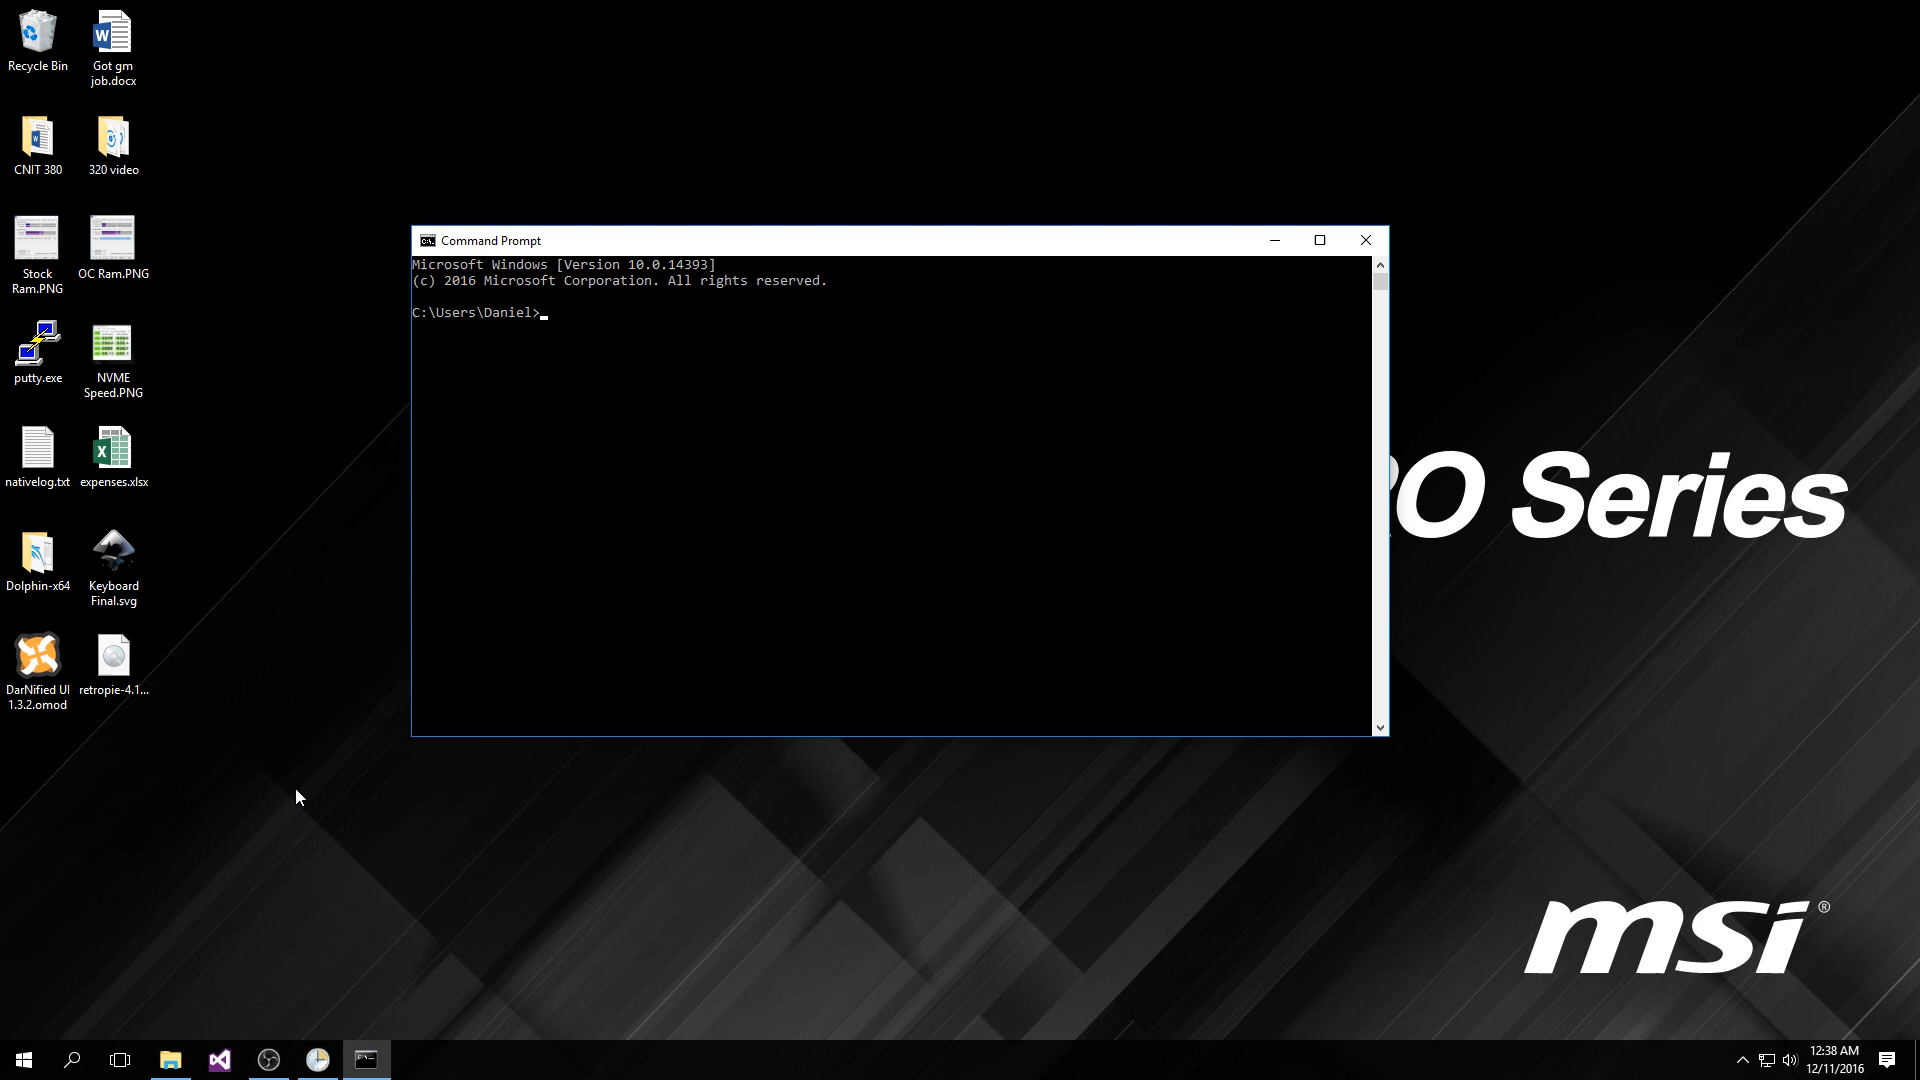 Recycle Bin
Got gm
job.docx
CNIT 380
320 video
Stock
Ram.PNG
OC Ram.PNG
putty.exe
NVME
Speed.PNG
nativelog.txt
expenses.xlsx
Dolphin-x64
Keyboard
Final.svg
DarNified UI
1.3.2.omod
retropie-4.1...
Command Prompt
Microsoft Windows [Version 10.0.14393]
(c) 2016 Microsoft Corporation. All rights reserved.
C:\Users\Daniel>
RO Series
msi®
12:38 AM
12/11/2016